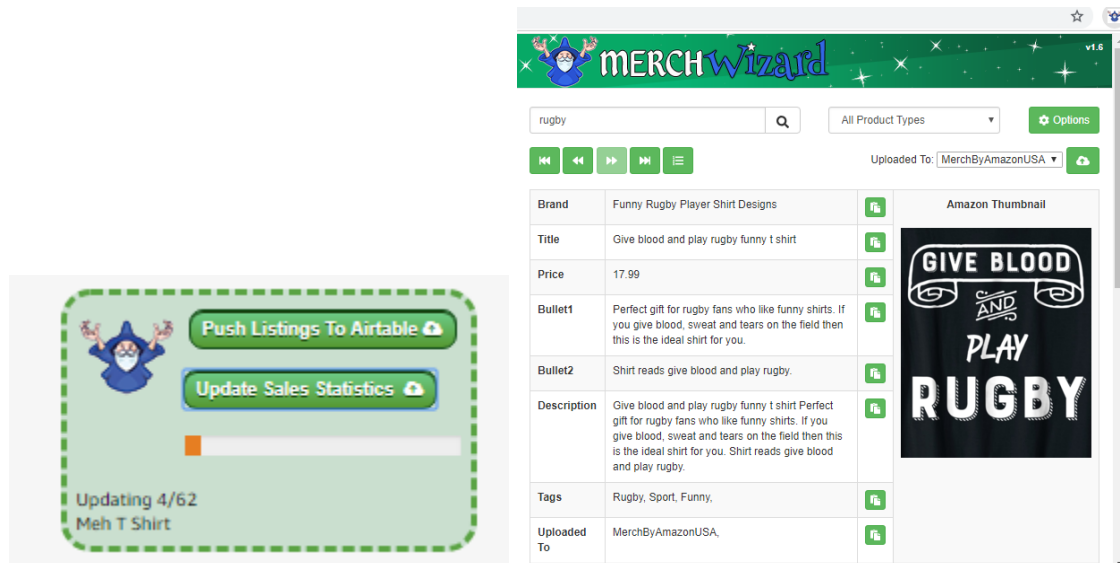 Push Listings To Airtable
Update Sales Statistics
Updating 4/62
Meh T Shirt
MERCHWizard
v1.6
rugby
All Product Types
Options
Uploaded To: MerchByAmazonUSA
Brand
Funny Rugby Player Shirt Designs
Title
Give blood and play rugby funny t shirt
Price
17.99
Bullet1
Perfect gift for rugby fans who like funny shirts. If
you give blood, sweat and tears on the field then
this is the ideal shirt for you.
Bullet2
Shirt reads give blood and play rugby.
Description
Give blood and play rugby funny t shirt Perfect
gift for rugby fans who like funny shirts. If you
give blood, sweat and tears on the field then this
is the ideal shirt for you. Shirt reads give blood
and play rugby.
Tags
Rugby, Sport, Funny,
Uploaded
To
MerchByAmazonUSA,
Amazon Thumbnail
GIVE BLOOD
AND
PLAY
RUGBY